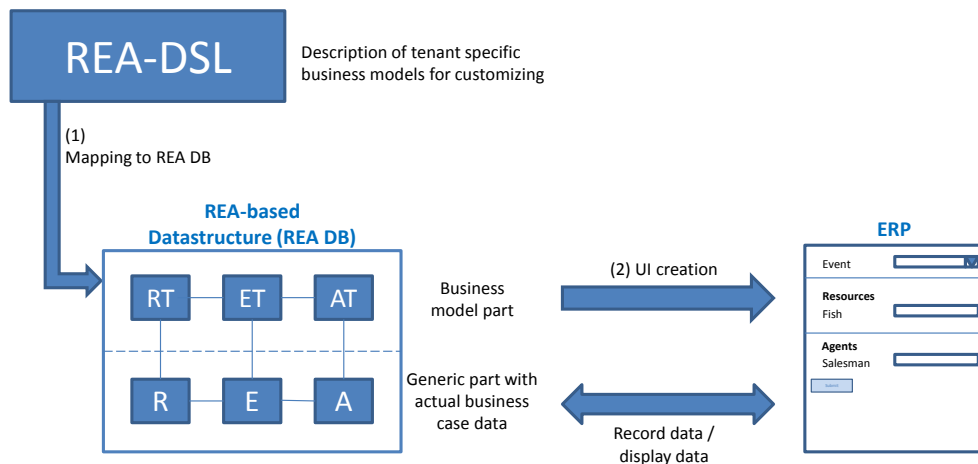 REA-DSL
Description of tenant specific
business models for customizing
(1)
Mapping to REA DB
REA-based
Datastructure (REA DB)
RT
ET
AT
R
E
A
Business
model part
Generic part with
actual business
case data
(2) UI creation
Record data /
display data
ERP
Event
Resources
Fish
Agents
Salesman
Submit